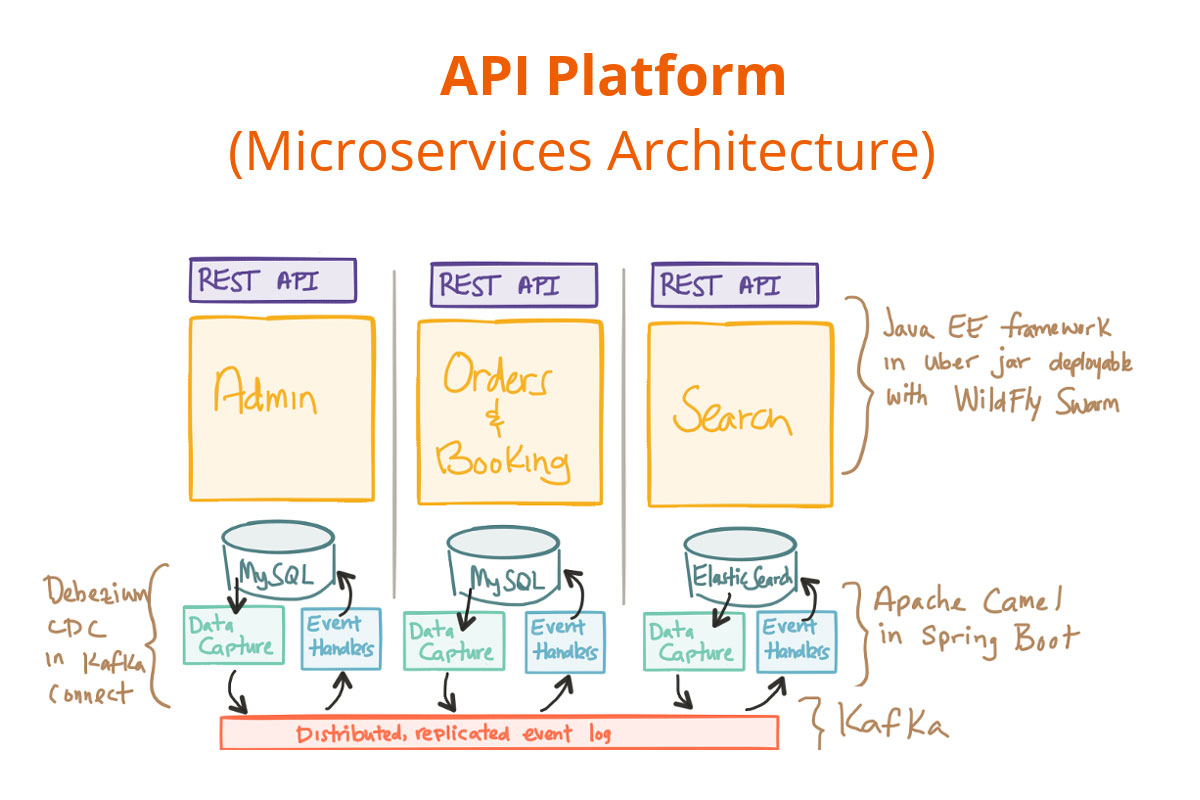 API Platform
(Microservices Architecture)
REST API
REST API
REST API
Admin
Orders
&
Booking
Search
Java EE framework
in uber jar deployable
with WildFly Swarm
MySQL
MySQL
ElasticSearch
Debezium
CDC
in Kafka
Connect
Data
Capture
Event
Handlers
Data
Capture
Event
Handlers
Data
Capture
Event
Handlers
Apache Camel
in Spring Boot
Distributed, replicated event log
Kafka